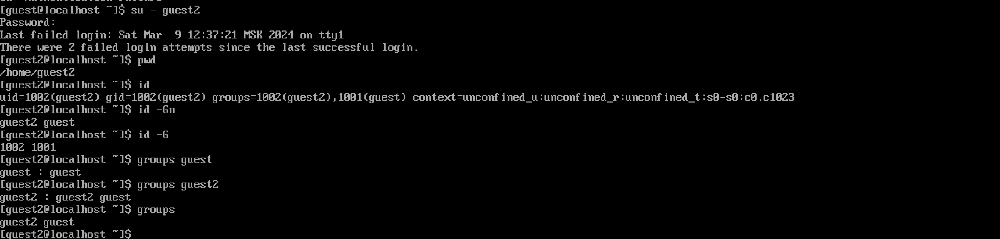 [guest@localhost ~]$ su - guest2
Password:
Last failed login: Sat Mar  9 12:37:21 MSK 2024 on tty1
There were 2 failed login attempts since the last successful login.
[guest2@localhost ~]$ pwd
/home/guest2
[guest2@localhost ~]$ id
uid=1002(guest2) gid=1002(guest2) groups=1002(guest2),1001(guest) context=unconfined_u:unconfined_r:unconfined_t:s0-s0:c0.c1023
[guest2@localhost ~]$ id -Gn
guest2 guest
[guest2@localhost ~]$ id -G
1002 1001
[guest2@localhost ~]$ groups guest
guest : guest
[guest2@localhost ~]$ groups guest2
guest2 : guest2 guest
[guest2@localhost ~]$ groups
guest2 guest
[guest2@localhost ~]$